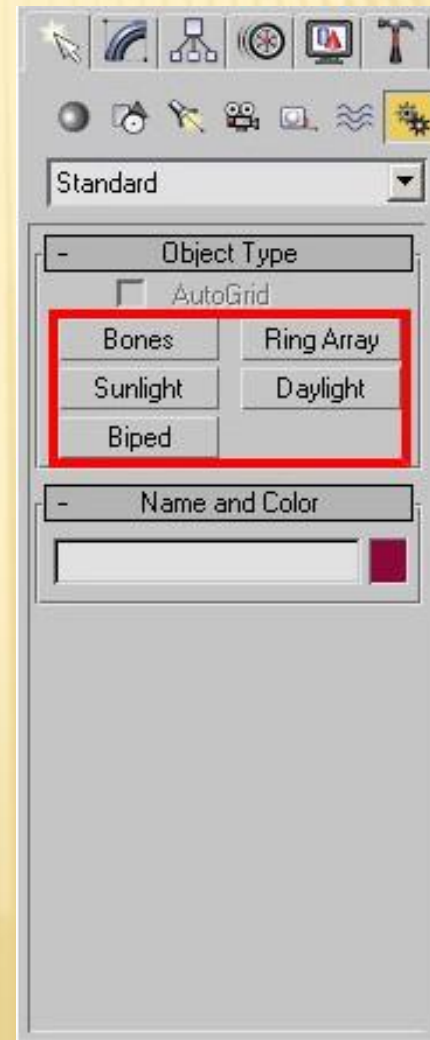 Standard
- Object Type
AutoGrid
Bones Ring Array
Sunlight Daylight
Biped
- Name and Color